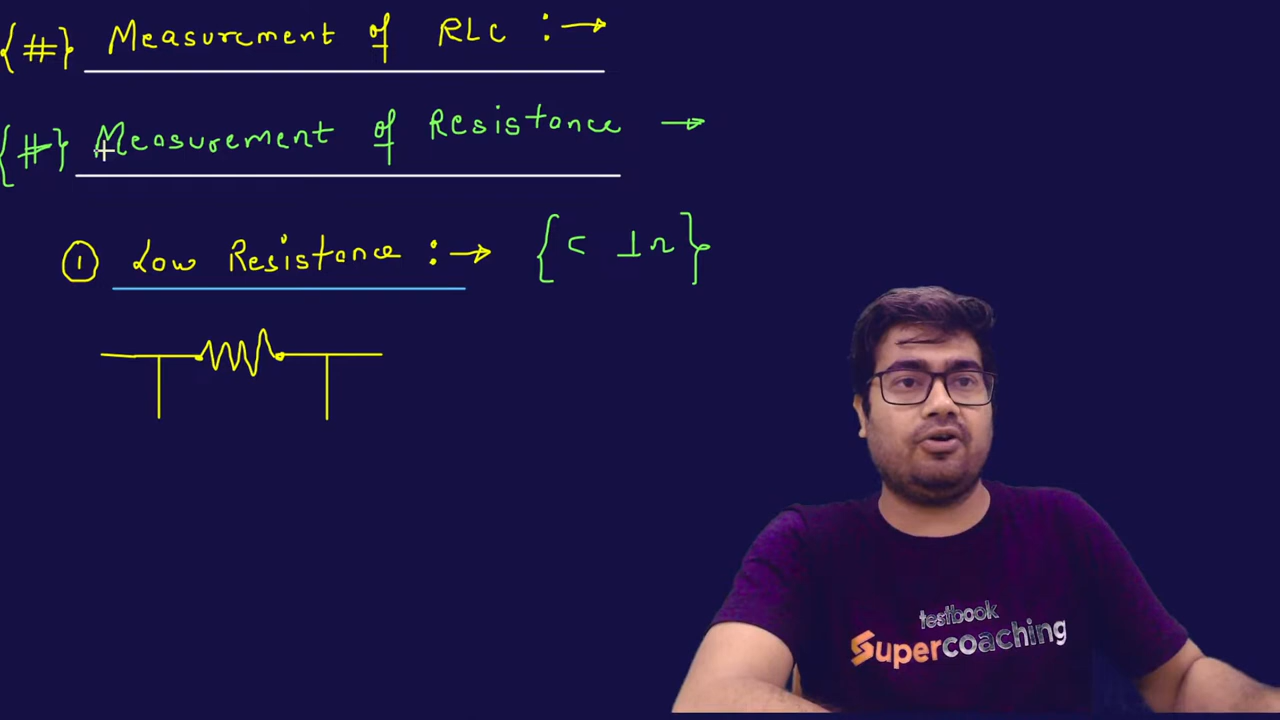 {#} Measurement of RLC :→
{#} Measurement of Resistance →
① Low Resistance :→ { < 1Ω }
testbook
Supercoaching